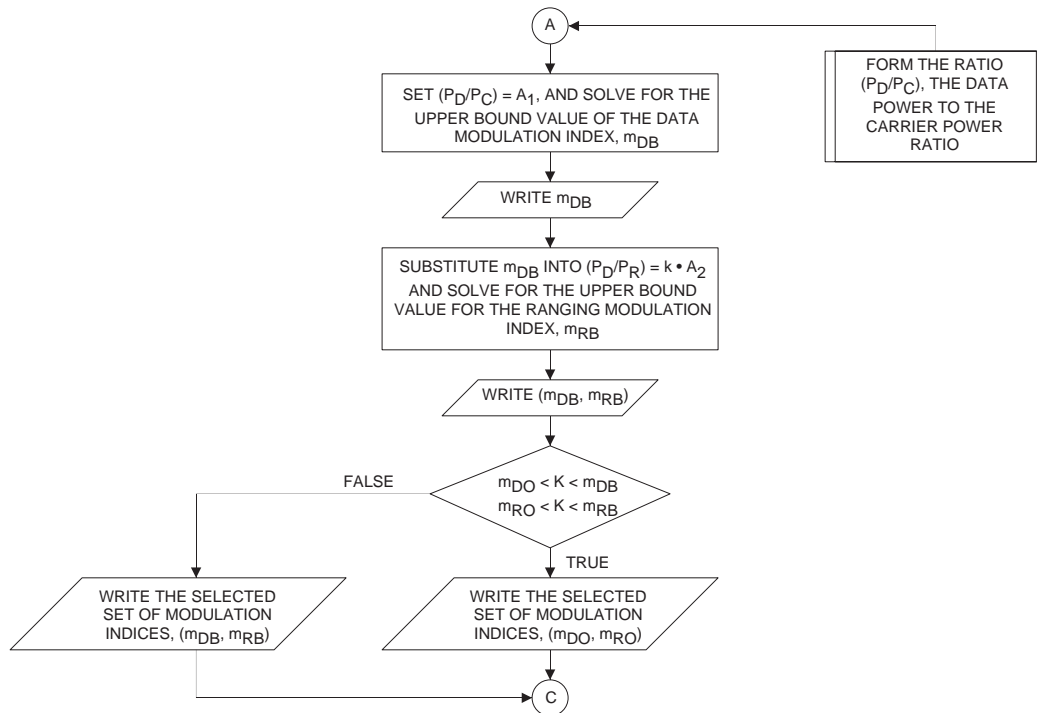 A
FORM THE RATIO
(PD/PC), THE DATA
POWER TO THE
CARRIER POWER
RATIO
SET (PD/PC) = A1, AND SOLVE FOR THE
UPPER BOUND VALUE OF THE DATA
MODULATION INDEX, mDB
WRITE mDB
SUBSTITUTE mDB INTO (PD/PR) = k • A2
AND SOLVE FOR THE UPPER BOUND
VALUE FOR THE RANGING MODULATION
INDEX, mRB
WRITE (mDB, mRB)
FALSE
mDO < K < mDB
mRO < K < mRB
TRUE
WRITE THE SELECTED
SET OF MODULATION
INDICES, (mDB, mRB)
WRITE THE SELECTED
SET OF MODULATION
INDICES, (mDO, mRO)
C